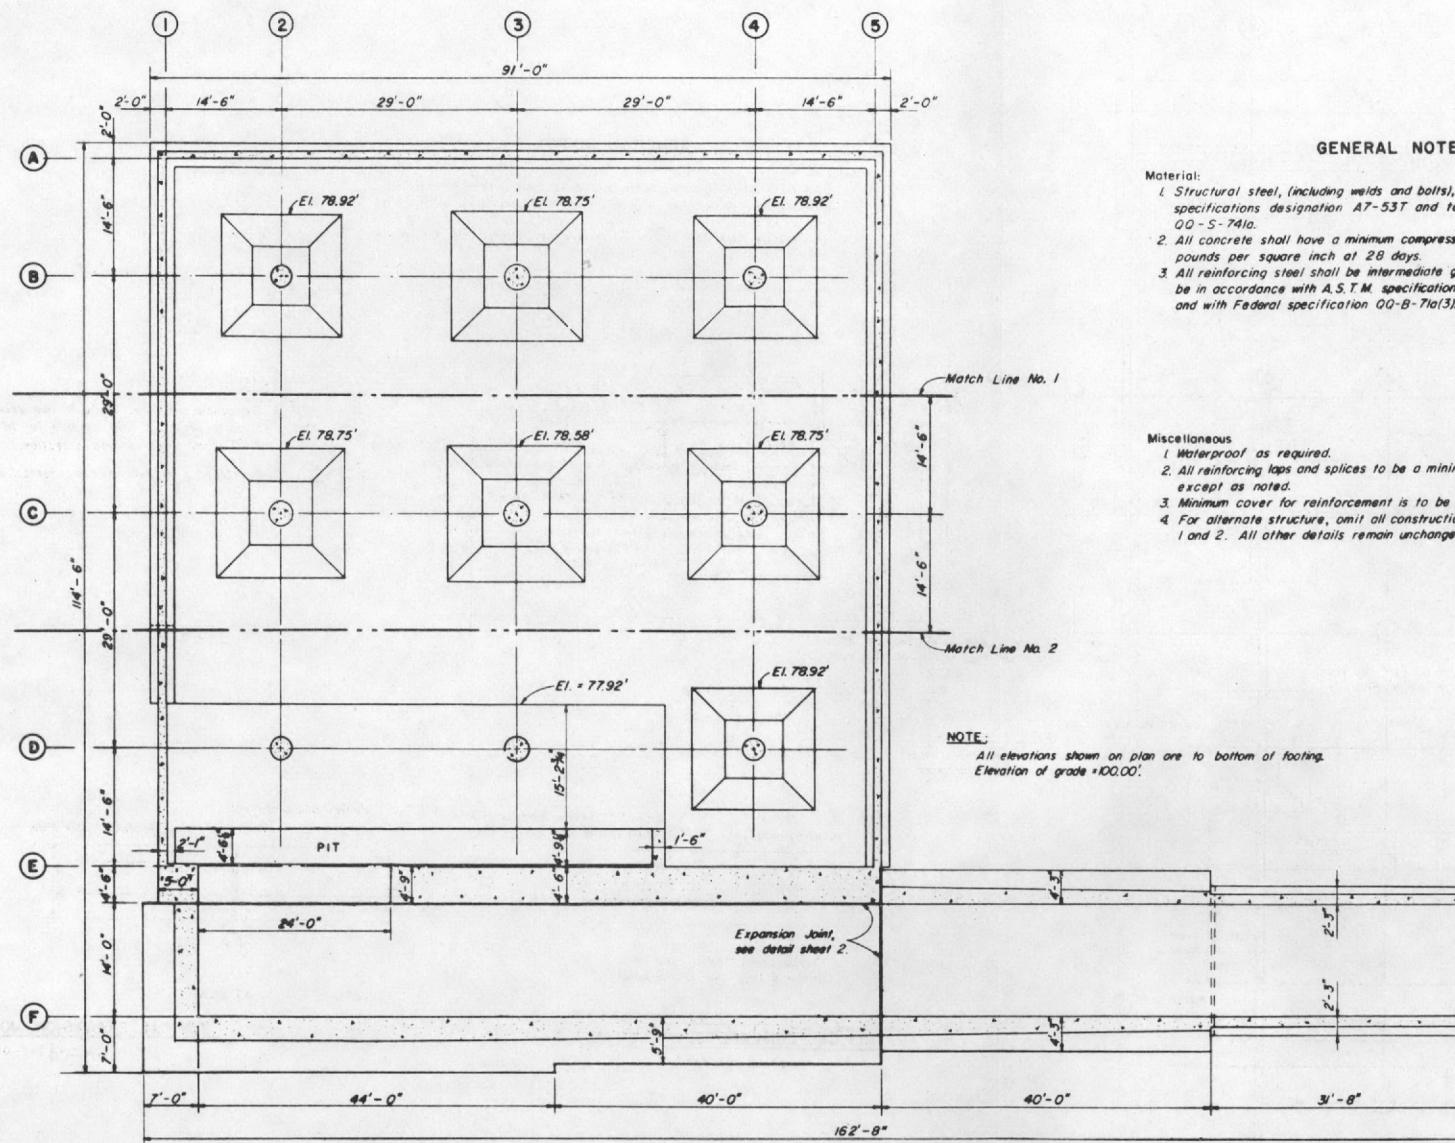 1 2 3 4 5
91'-0"
2'-0" 14'-6" 29'-0" 29'-0" 14'-6" 2'-0"
2'-0"
A
GENERAL NOTE
Material:
1. Structural steel, (including welds and bolts),
specifications designation A7-53T and
QQ-S-741a.
2. All concrete shall have a minimum compress
pounds per square inch at 28 days.
3. All reinforcing steel shall be intermediate
be in accordance with A.S.T.M. specification
and with Federal specification QQ-B-71a(3)
El. 78.92' El. 78.75' El. 78.92'
14'-6"
B
29'-0"
Match Line No. 1
El. 78.75' El. 78.58' El. 78.75'
14'-6"
Miscellaneous
1. Waterproof as required.
2. All reinforcing laps and splices to be a
except as noted.
3. Minimum cover for reinforcement is to be
4. For alternate structure, omit all
1 and 2. All other details remain
C
114'-6"
14'-6"
29'-0"
Match Line No. 2
El. 78.92'
El. = 77.92'
D
15'-2¾"
NOTE:
All elevations shown on plan are to bottom of footing.
Elevation of grade = 100.00'.
14'-6"
2'-1" 4'-6½" PIT 4'-9¼" 1'-6"
E
4'-6" 5'-0" 4'-9" 4'-6" 4'-3"
24'-0"
Expansion Joint,
see detail sheet 2.
2'-3"
14'-0"
2'-3"
F
7'-0" 5'-9" 4'-3"
7'-0" 44'-0" 40'-0" 40'-0" 31'-8"
162'-8"